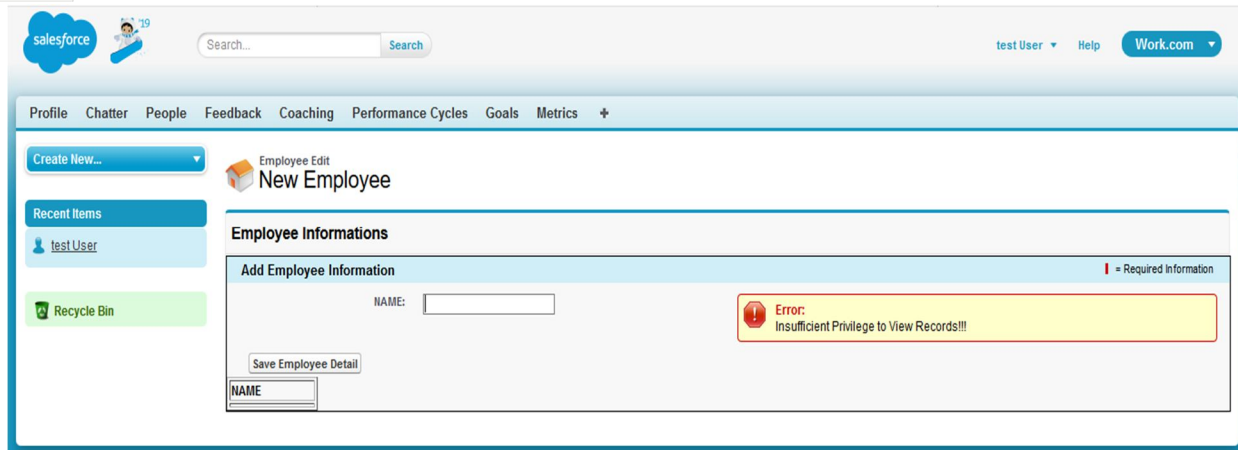 salesforce
'19
Search...
Search
test User
Help
Work.com
Profile
Chatter
People
Feedback
Coaching
Performance Cycles
Goals
Metrics
+
Create New...
Recent Items
test User
Recycle Bin
Employee Edit
New Employee
Employee Informations
Add Employee Information
= Required Information
NAME:
Error:
Insufficient Privilege to View Records!!!
Save Employee Detail
NAME